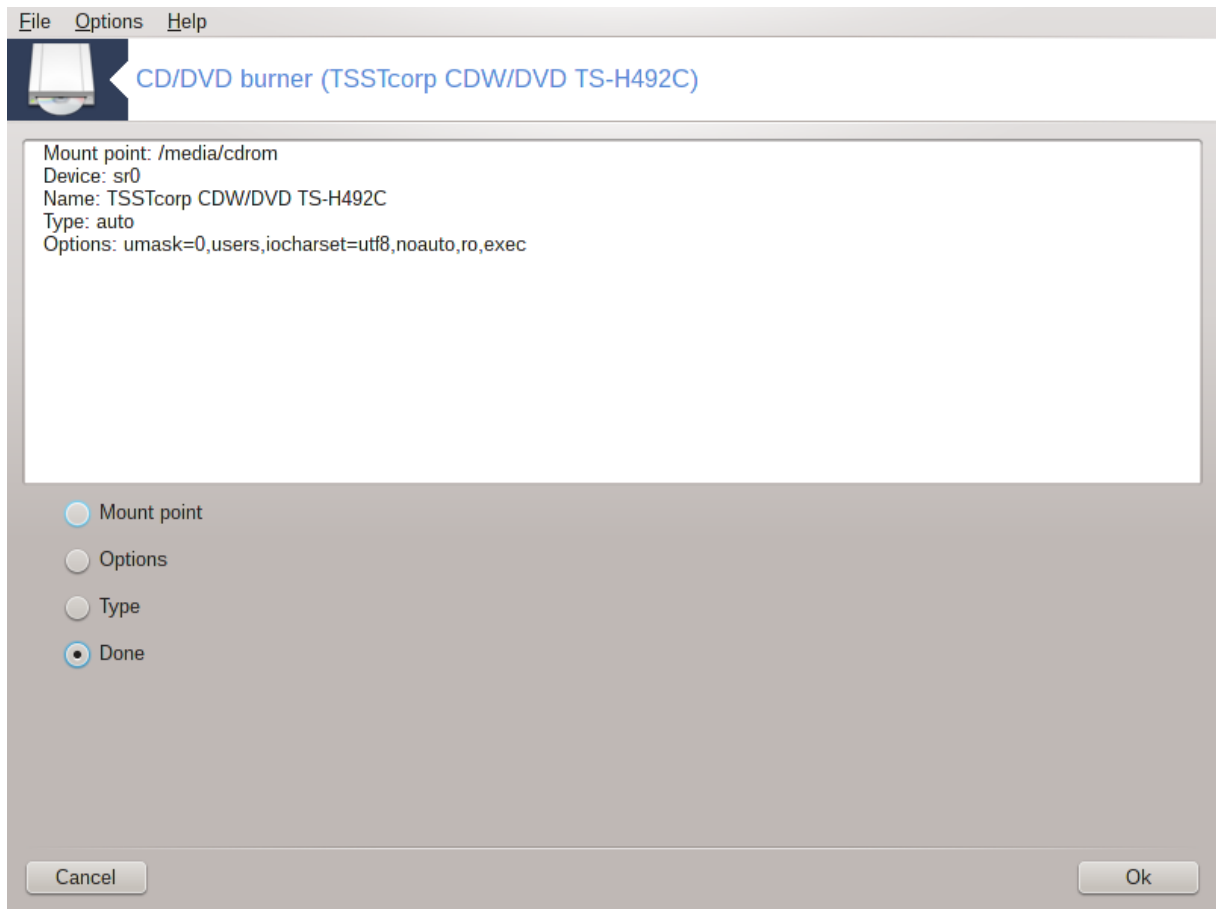 File Options Help
CD/DVD burner (TSSTcorp CDW/DVD TS-H492C)
Mount point: /media/cdrom
Device: sr0
Name: TSSTcorp CDW/DVD TS-H492C
Type: auto
Options: umask=0,users,iocharset=utf8,noauto,ro,exec
Mount point
Options
Type
Done
Cancel Ok